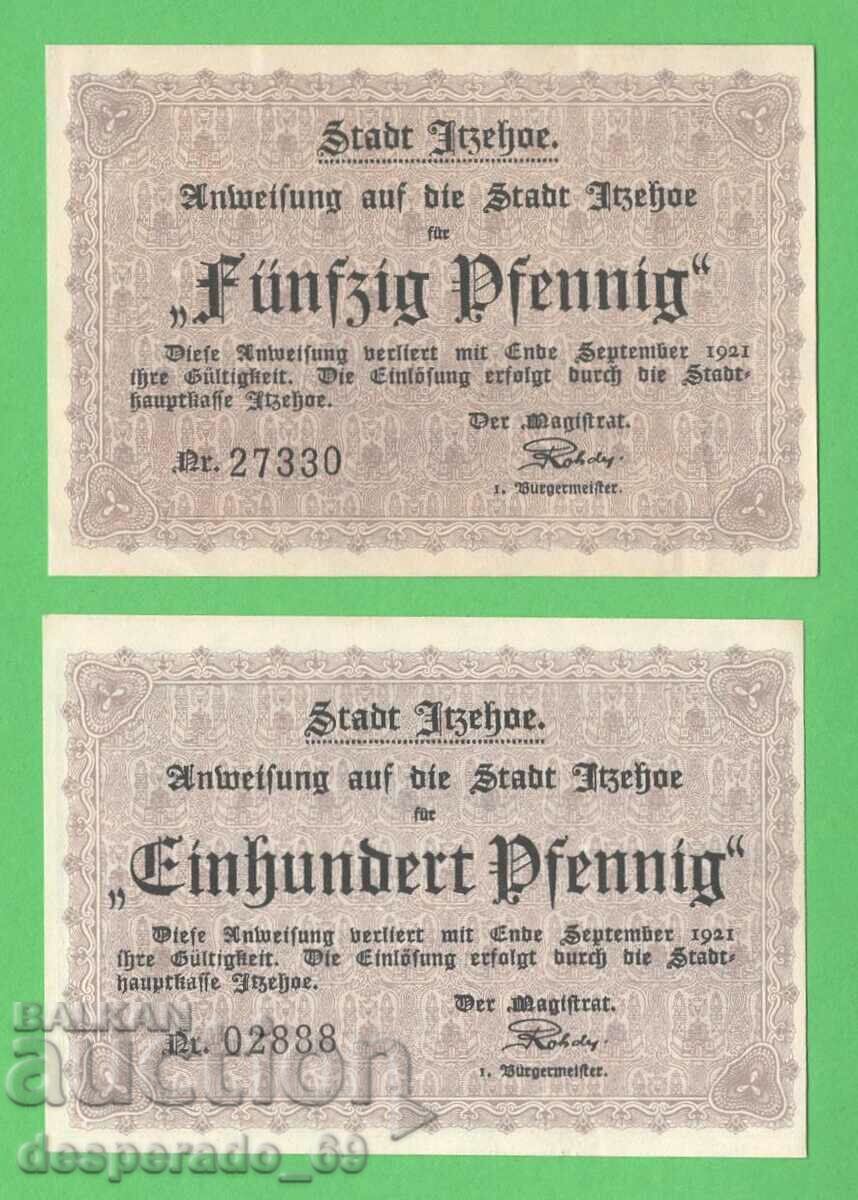 Stadt Itzehoe.
Anweisung auf die Stadt Itzehoe
für
„Fünfzig Pfennig“
Diese Anweisung verliert mit Ende September 1921
ihre Gültigkeit. Die Einlösung erfolgt durch die Stadt-
hauptkasse Itzehoe.
Der Magistrat.
Nr. 27330
Rohdy.
1. Bürgermeister.
Stadt Itzehoe.
Anweisung auf die Stadt Itzehoe
für
„Einhundert Pfennig“
Diese Anweisung verliert mit Ende September 1921
ihre Gültigkeit. Die Einlösung erfolgt durch die Stadt-
hauptkasse Itzehoe.
Der Magistrat.
Nr. 02888
Rohdy.
1. Bürgermeister.
BALKAN
auction
desperado_69